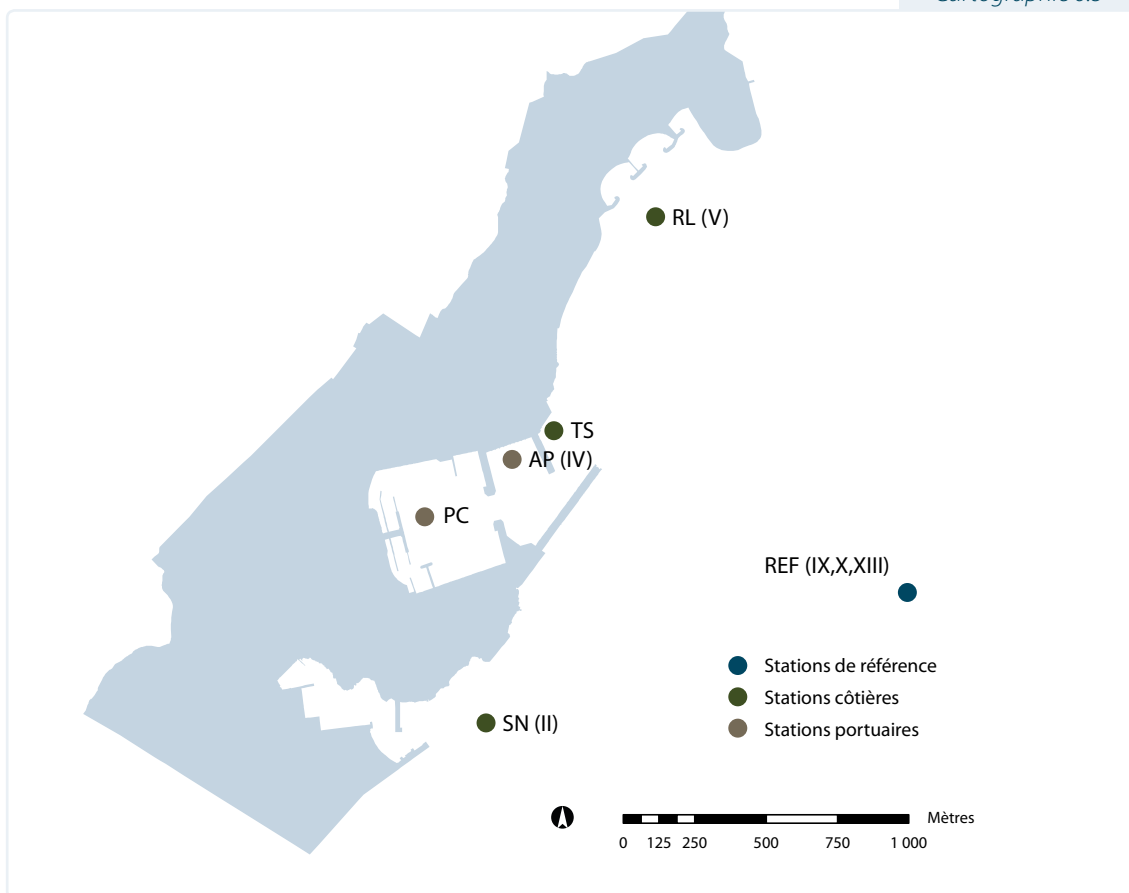 RL (V)
TS
AP (IV)
PC
REF (IX,X,XIII)
Stations de référence
Stations côtières
SN (II)
Stations portuaires
Mètres
0 125 250 500 750 1 000